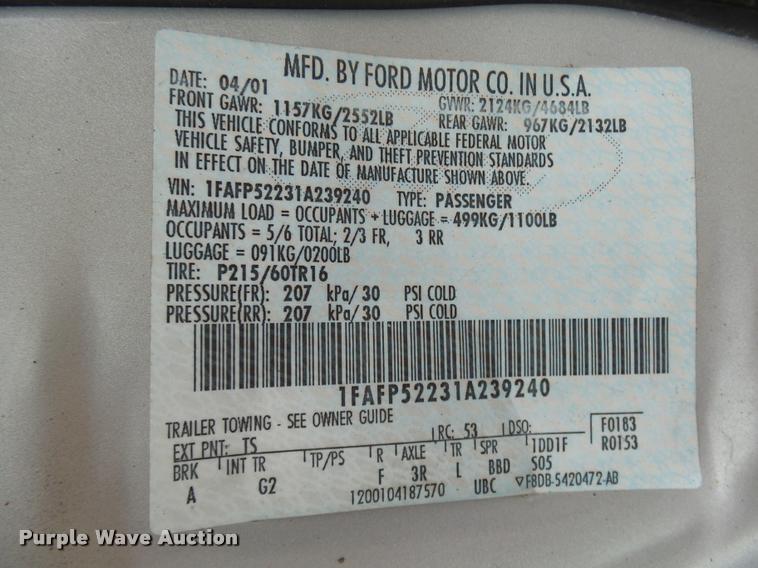 MFD. BY FORD MOTOR CO. IN U.S.A.
DATE: 04/01 GVWR: 2124KG/4684LB
FRONT GAWR: 1157KG/2552LB REAR GAWR: 967KG/2132LB
THIS VEHICLE CONFORMS TO ALL APPLICABLE FEDERAL MOTOR
VEHICLE SAFETY, BUMPER, AND THEFT PREVENTION STANDARDS
IN EFFECT ON THE DATE OF MANUFACTURE SHOWN ABOVE.
VIN: 1FAFP52231A239240 TYPE: PASSENGER
MAXIMUM LOAD = OCCUPANTS + LUGGAGE = 499KG/1100LB
OCCUPANTS = 5/6 TOTAL; 2/3 FR, 3 RR
LUGGAGE = 091KG/0200LB
TIRE: P215/60TR16
PRESSURE(FR): 207 kPa/30 PSI COLD
PRESSURE(RR): 207 kPa/30 PSI COLD
1FAFP52231A239240
TRAILER TOWING - SEE OWNER GUIDE
EXT PNT: TS RC: 53 DSO: F0183
R0153
BRK INT TR TP/PS R AXLE TR SPR 1DD1F
A G2 F 3R L BBD S05
1200104187570 UBC F8DB-5420472-AB
Purple Wave Auction